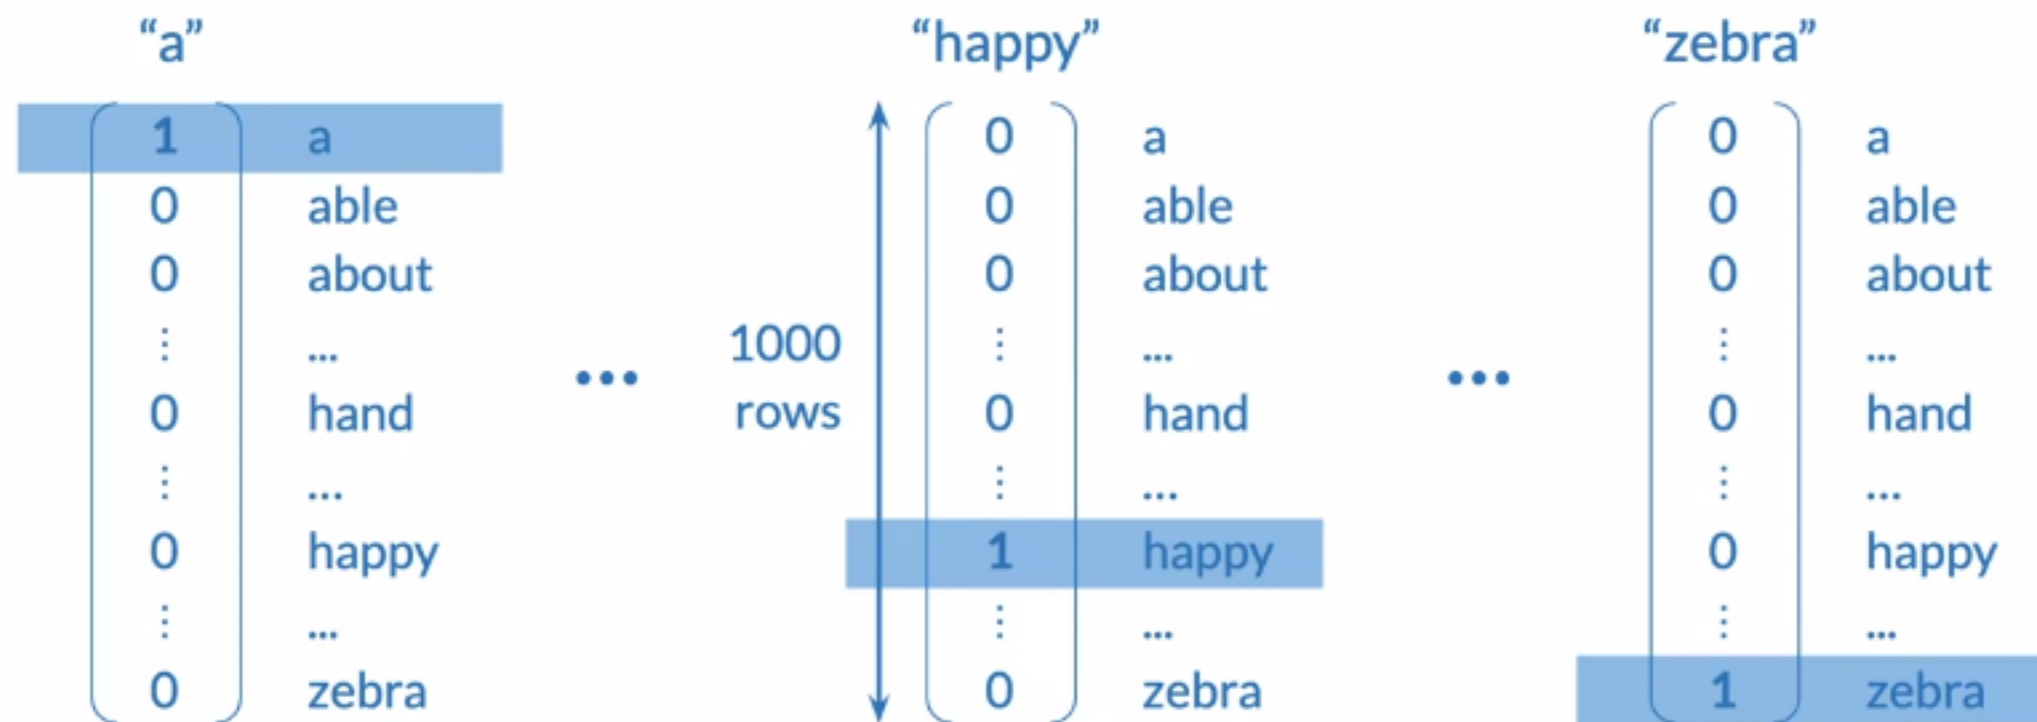 “a” “happy” “zebra”
1 a 0 a 0 a
0 able 0 able 0 able
0 about 0 about 0 about
⋮ ... 1000 ⋮ ... ⋮ ...
... ...
0 hand rows 0 hand 0 hand
⋮ ... ⋮ ... ⋮ ...
0 happy 1 happy 0 happy
⋮ ... ⋮ ... ⋮ ...
0 zebra 0 zebra 1 zebra